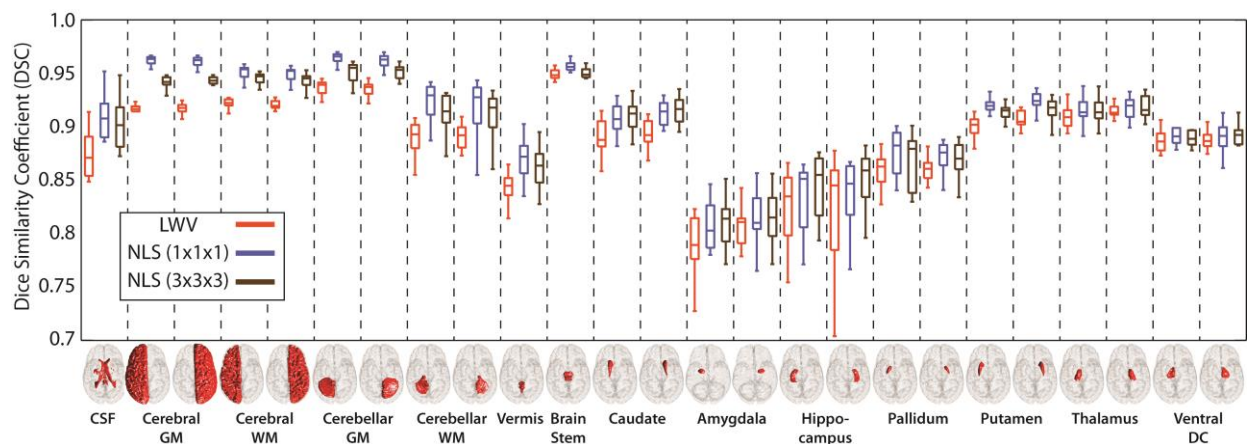 Dice Similarity Coefficient (DSC)
1.0
0.95
0.9
0.85
0.8
0.75
0.7
LWV
NLS (1x1x1)
NLS (3x3x3)
CSF
Cerebral
GM
Cerebral
WM
Cerebellar
GM
Cerebellar
WM
Vermis
Brain
Stem
Caudate
Amygdala
Hippo-
campus
Pallidum
Putamen
Thalamus
Ventral
DC